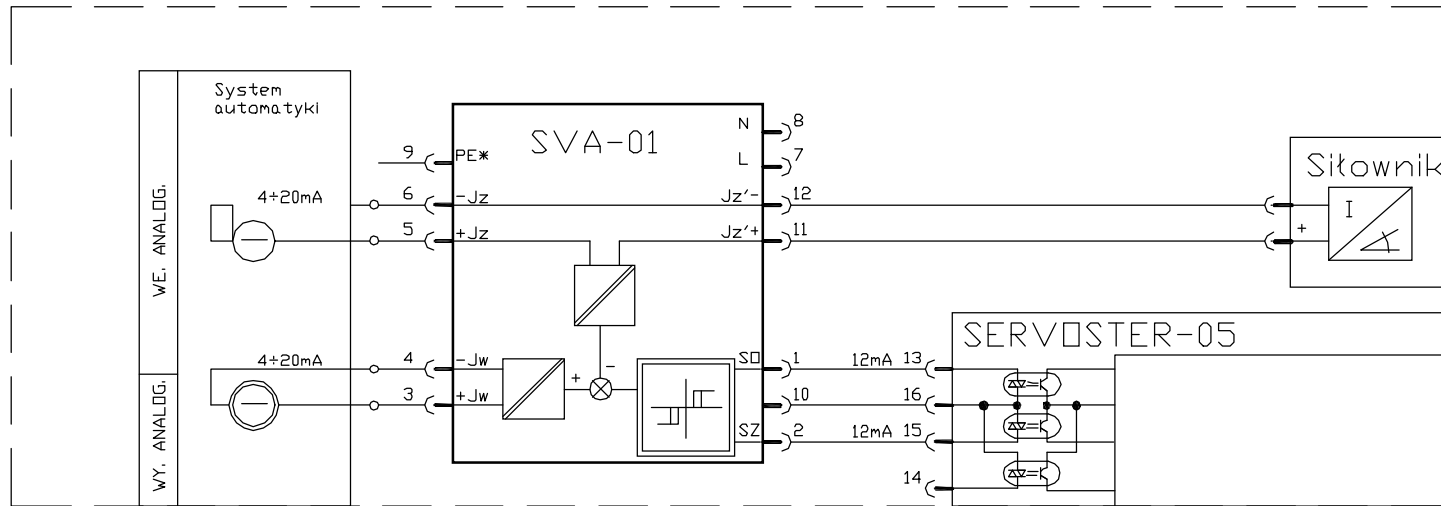 System
automatyki
WE. ANALOG.
WY. ANALOG.
4÷20mA
4÷20mA
9
6
5
4
3
SVA-01
PE*
-Jz
+Jz
-Jw
+Jw
N
L
Jz'-
Jz'+
+
-
SO
SZ
8
7
12
11
1
10
2
Siłownik
+
I
SERVOSTER-05
12mA 13
16
12mA 15
14